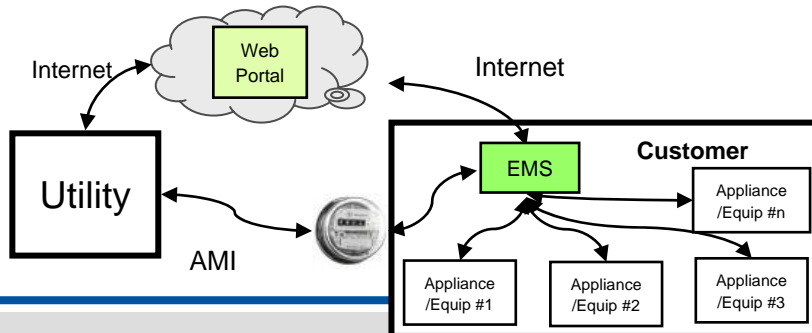 Web
Portal
Internet
Internet
Utility
AMI
Customer
EMS
Appliance
/Equip #n
Appliance
/Equip #1
Appliance
/Equip #2
Appliance
/Equip #3